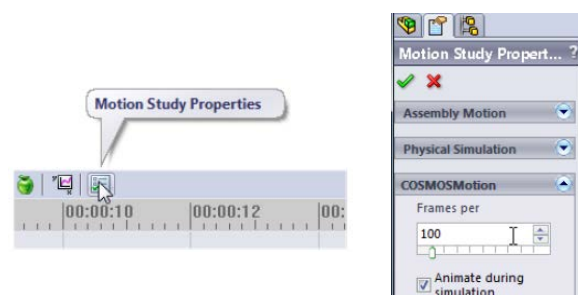 Motion Study Properties
00:00:10 00:00:12 00:
Motion Study Propert... ?
Assembly Motion
Physical Simulation
COSMOSMotion
Frames per
100
Animate during
simulation